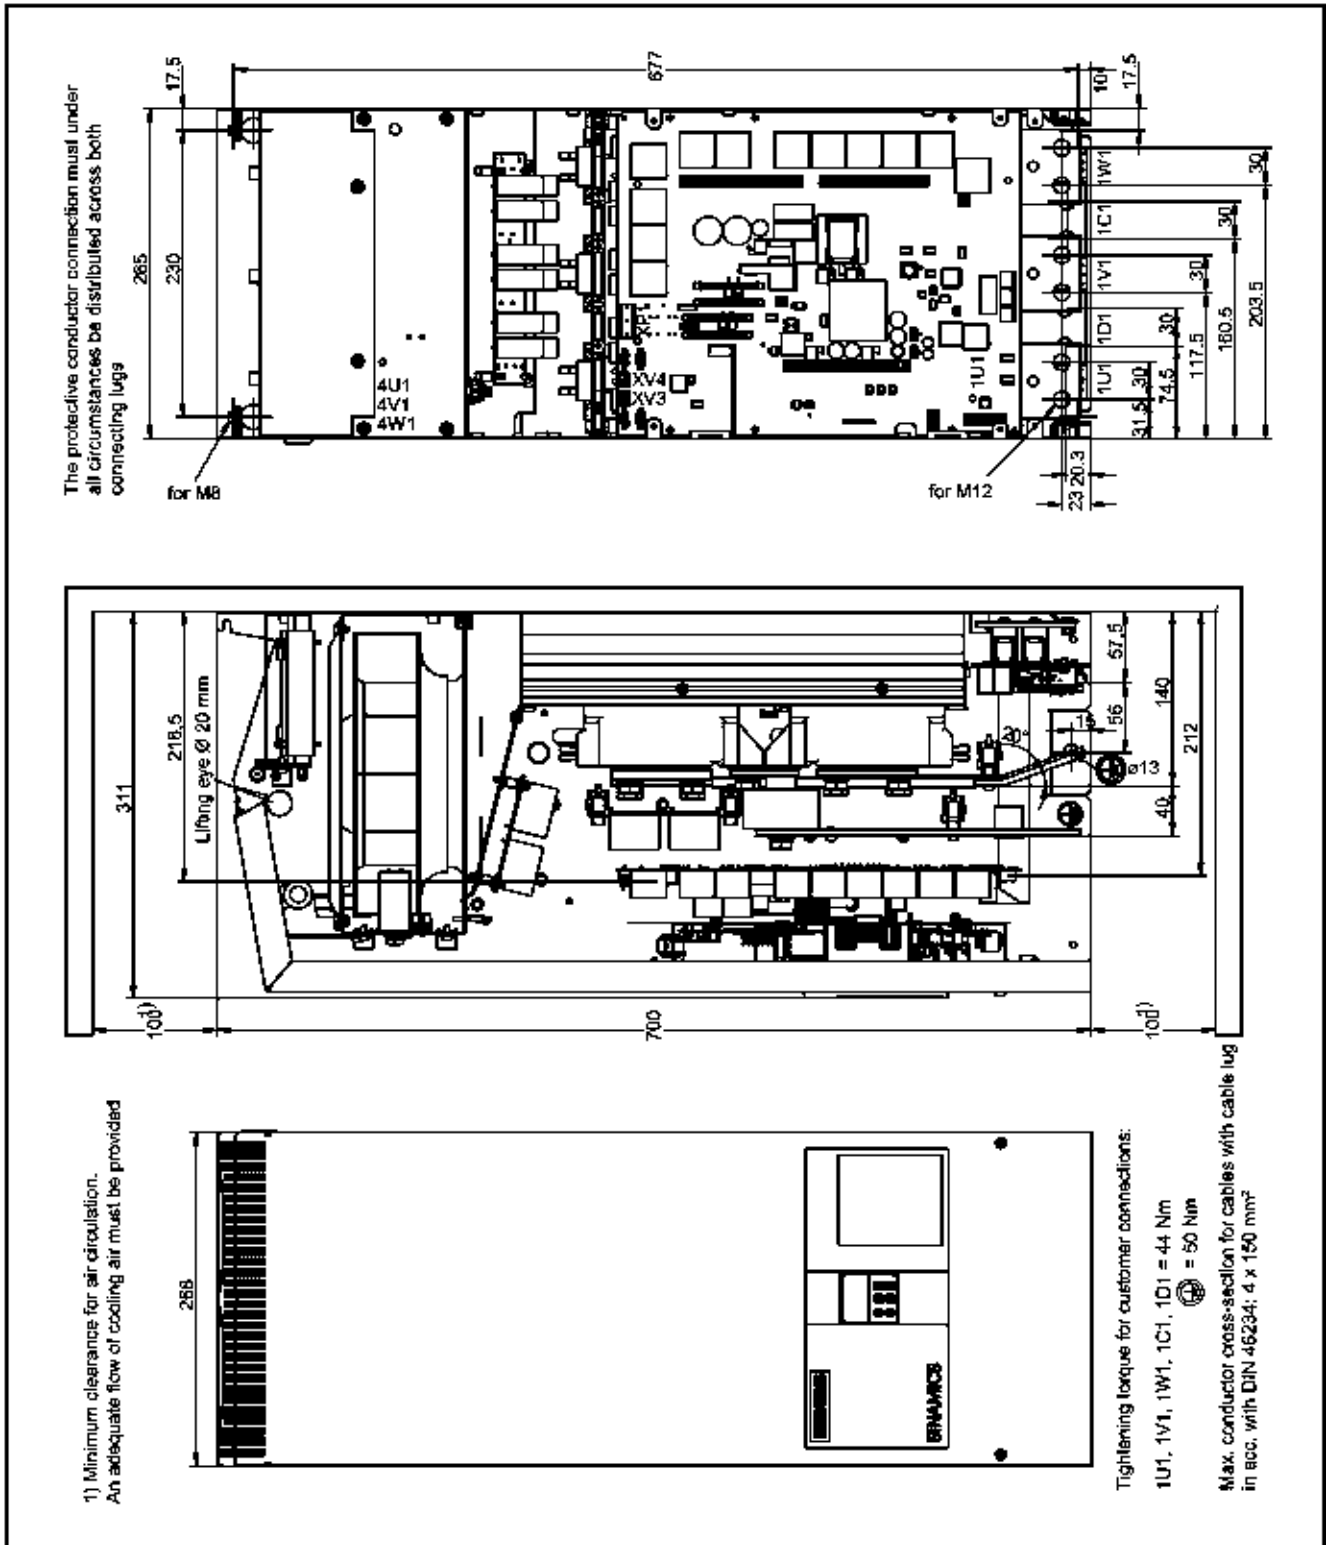 1) Minimum clearance for air circulation.
An adequate flow of cooling air must be provided
268
SINAMICS
Tightening torque for customer connections:
1U1, 1V1, 1W1, 1C1, 1D1 = 44 Nm
= 50 Nm
Max. conductor cross-section for cables with cable lug
in acc. with DIN 46234: 4 x 150 mm²
100 1)
311
218.5
Lifting eye Ø 20 mm
700
30°
15
ø13
57.5
56
140
40
212
100 1)
The protective conductor connection must under
all circumstances be distributed across both
connecting lugs
17.5
265
230
for M8
4U1
4V1
4W1
677
XV4
XV3
1U1
for M12
10
17.5
1W1
1C1
1V1
1D1
1U1
30
30
30
30
30
31.5
74.5
117.5
160.5
203.5
23
20.3